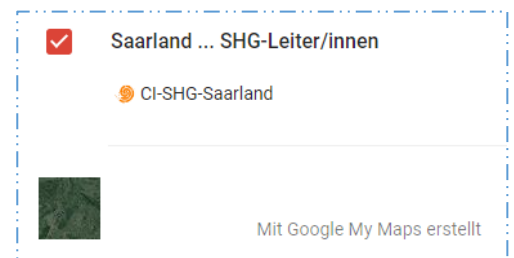 Saarland ... SHG-Leiter/innen
CI-SHG-Saarland
Mit Google My Maps erstellt